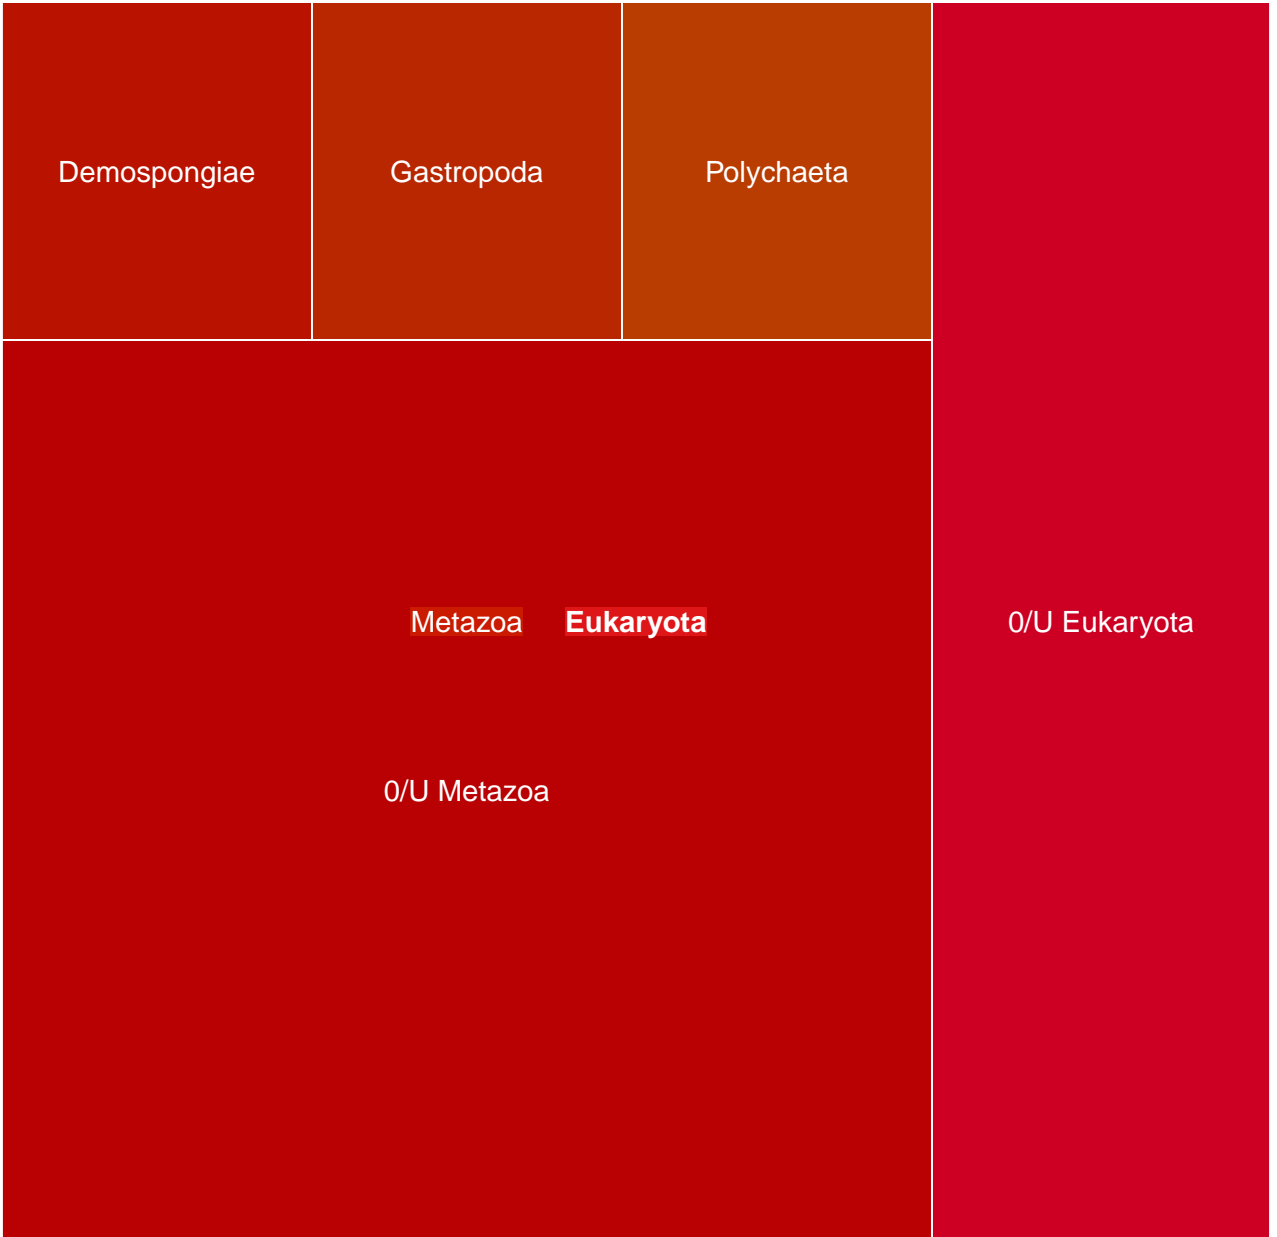 Demospongiae
Gastropoda
Polychaeta
Metazoa
Eukaryota
0/U Eukaryota
0/U Metazoa